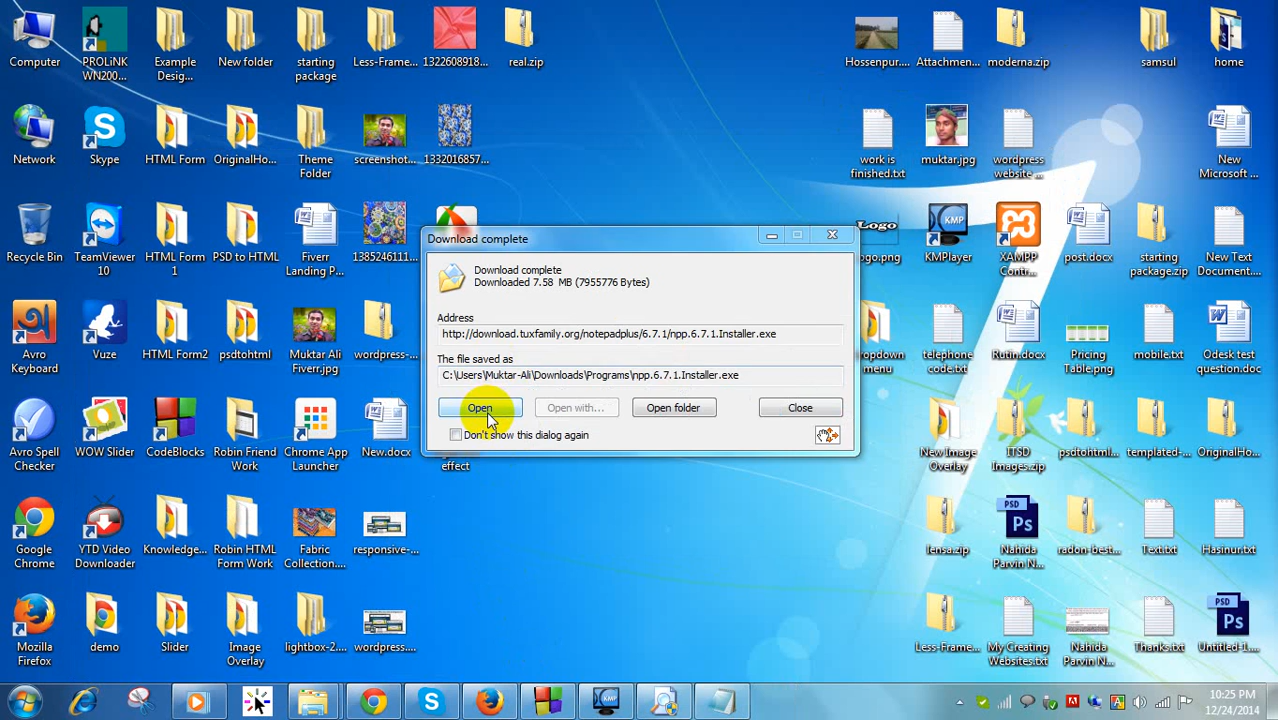 Computer
PROLiNK
WN200...
Example
Desig...
New folder
starting
package
Less-Frame...
1322608918...
real.zip
Hossenpur....
Attachmen...
moderna.zip
samsul
home
Network
Skype
HTML Form
OriginalHo...
Theme
Folder
screenshot...
1332016857...
work is
finished.txt
muktar.jpg
wordpress
website ...
New
Microsoft ...
Recycle Bin
TeamViewer
10
HTML Form
1
PSD to HTML
Fiverr
Landing P...
1385246111...
Logo
ogo.png
KMP
KMPlayer
XAMPP
Contr...
post.docx
starting
package.zip
New Text
Document....
Download complete
Download complete
Downloaded 7.58 MB (7955776 Bytes)
Address
http://download.tuxfamily.org/notepadplus/6.7.1/npp.6.7.1.Installer.exe
The file saved as
C:\Users\Muktar-Ali\Downloads\Programs\npp.6.7.1.Installer.exe
Open
Open with...
Open folder
Close
Don't show this dialog again
Avro
Keyboard
Vuze
HTML Form2
psdtohtml
Muktar Ali
Fiverr.jpg
wordpress-...
ropdown
menu
telephone
code.txt
Rutin.docx
Pricing
Table
mobile.txt
Odesk test
question.doc
Avro Spell
Checker
WOW Slider
CodeBlocks
Robin Friend
Work
Chrome App
Launcher
New.docx
effect
New Image
Overlay
ITSD
Images.zip
psdtohtml...
templated-...
OriginalHo...
Google
Chrome
YTD Video
Downloader
Knowledge...
Robin HTML
Form Work
Fabric
Collection....
responsive-...
lensa.zip
PSD
Ps
Nahida
Parvin N...
radon-best...
Text.txt
Hasinur.txt
Mozilla
Firefox
demo
Slider
Image
Overlay
lightbox-2....
wordpress....
Less-Frame...
My Creating
Websites.txt
Nahida
Parvin N...
Thanks.txt
PSD
Ps
Untitled-1....
10:25 PM
12/24/2014